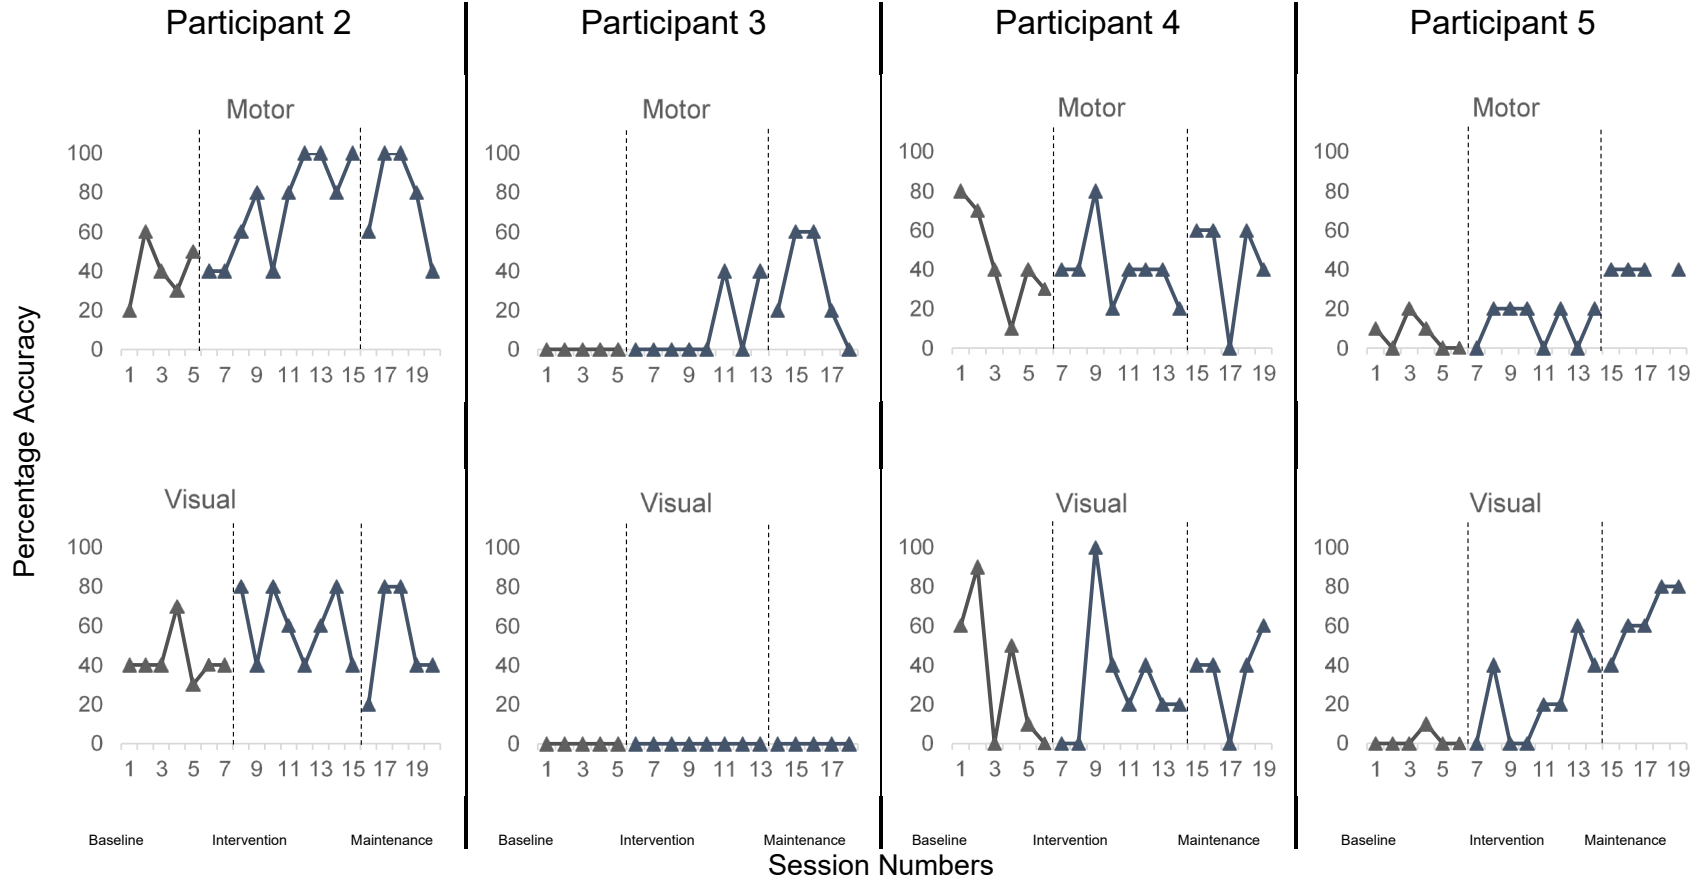 Participant 2
Participant 3
Participant 4
Participant 5
Percentage Accuracy
Motor
100
80
60
40
20
0
1 3 5 7 9 11 13 15 17 19
Motor
100
80
60
40
20
0
1 3 5 7 9 11 13 15 17
Motor
100
80
60
40
20
0
1 3 5 7 9 11 13 15 17 19
Motor
100
80
60
40
20
0
1 3 5 7 9 11 13 15 17 19
Visual
100
80
60
40
20
0
1 3 5 7 9 11 13 15 17 19
Visual
100
80
60
40
20
0
1 3 5 7 9 11 13 15 17
Visual
100
80
60
40
20
0
1 3 5 7 9 11 13 15 17 19
Visual
100
80
60
40
20
0
1 3 5 7 9 11 13 15 17 19
Baseline Intervention Maintenance
Baseline Intervention Maintenance
Baseline Intervention Maintenance
Baseline Intervention Maintenance
Session Numbers